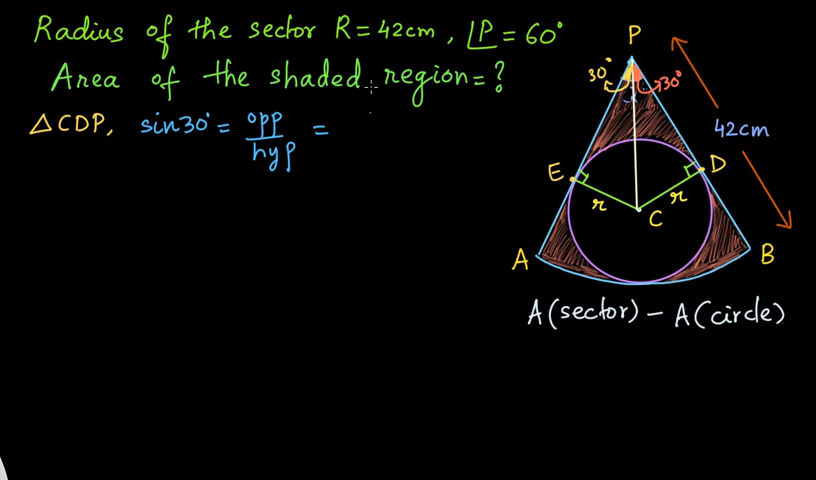 Radius of the sector R = 42cm, ∠P = 60°
Area of the shaded region = ?
△CDP, sin30° = opp/hyp =
P
30°
30°
42cm
E
D
r
r
C
A
B
A(sector) - A(circle)